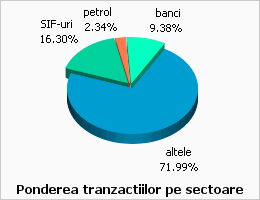 petrol
2.34%
banci
9.38%
SIF-uri
16.30%
altele
71.99%
Ponderea tranzactiilor pe sectoare